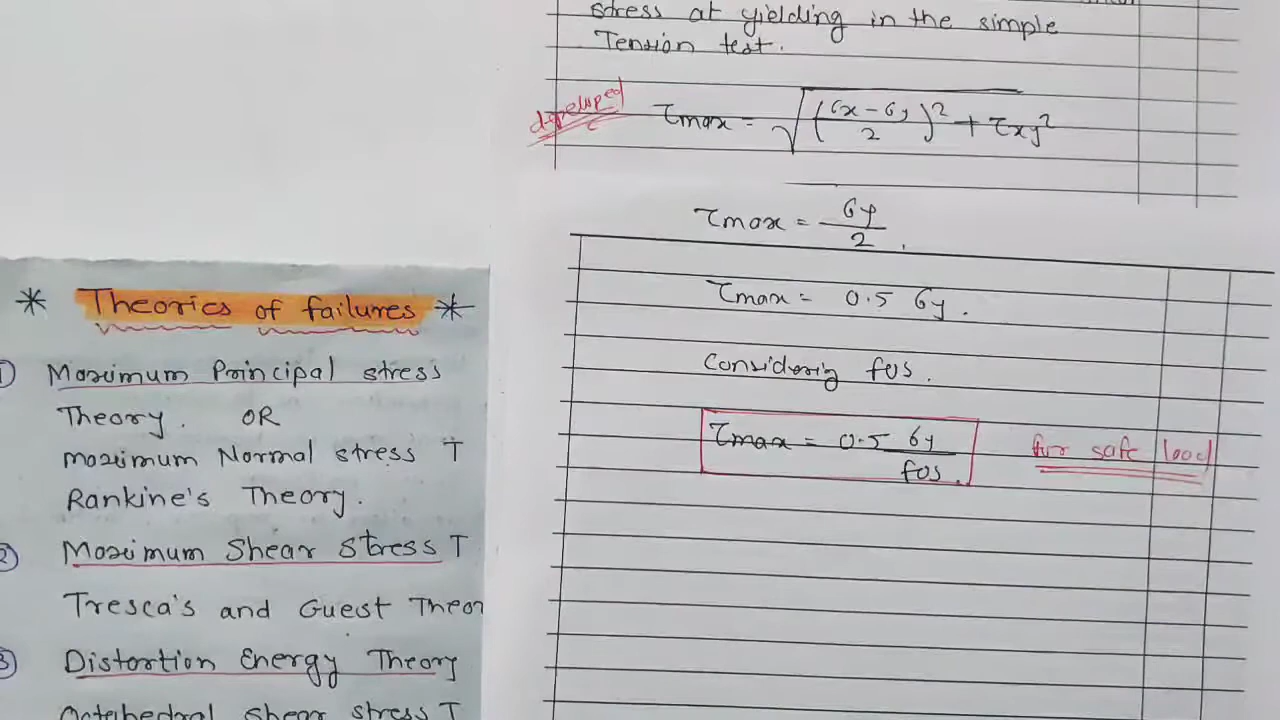 stress at yielding in the simple
Tension test.
developed
τmax = √((σx-σy)/2)² + τxy²
τmax = σy/2.
τmax = 0.5 σy.
Considering fos.
τmax = 0.5 σy/fos.
for safe load
* Theories of failures *
1) Maximum Principal stress
Theory. OR
maximum Normal stress T
Rankine's Theory.
2) Maximum Shear Stress T
Tresca's and Guest Theor
3) Distortion Energy Theory
Octahedral Shear stress T